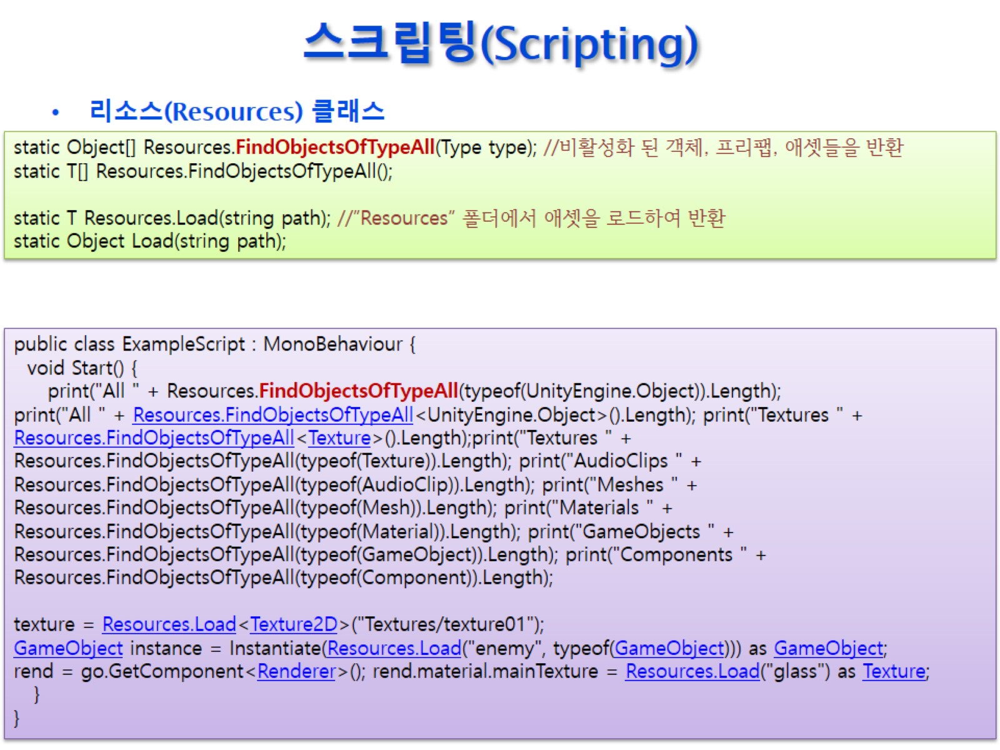 스크립팅(Scripting)
• 리소스(Resources) 클래스
static Object[] Resources.FindObjectsOfTypeAll(Type type); //비활성화 된 객체, 프리팹, 애셋들을 반환
static T[] Resources.FindObjectsOfTypeAll();
static T Resources.Load(string path); //"Resources" 폴더에서 애셋을 로드하여 반환
static Object Load(string path);
public class ExampleScript : MonoBehaviour {
void Start() {
print("All " + Resources.FindObjectsOfTypeAll(typeof(UnityEngine.Object)).Length);
print("All " + Resources.FindObjectsOfTypeAll<UnityEngine.Object>().Length); print("Textures " +
Resources.FindObjectsOfTypeAll<Texture>().Length);print("Textures " +
Resources.FindObjectsOfTypeAll(typeof(Texture)).Length); print("AudioClips " +
Resources.FindObjectsOfTypeAll(typeof(AudioClip)).Length); print("Meshes " +
Resources.FindObjectsOfTypeAll(typeof(Mesh)).Length); print("Materials " +
Resources.FindObjectsOfTypeAll(typeof(Material)).Length); print("GameObjects " +
Resources.FindObjectsOfTypeAll(typeof(GameObject)).Length); print("Components " +
Resources.FindObjectsOfTypeAll(typeof(Component)).Length);
texture = Resources.Load<Texture2D>("Textures/texture01");
GameObject instance = Instantiate(Resources.Load("enemy", typeof(GameObject))) as GameObject;
rend = go.GetComponent<Renderer>(); rend.material.mainTexture = Resources.Load("glass") as Texture;
}
}